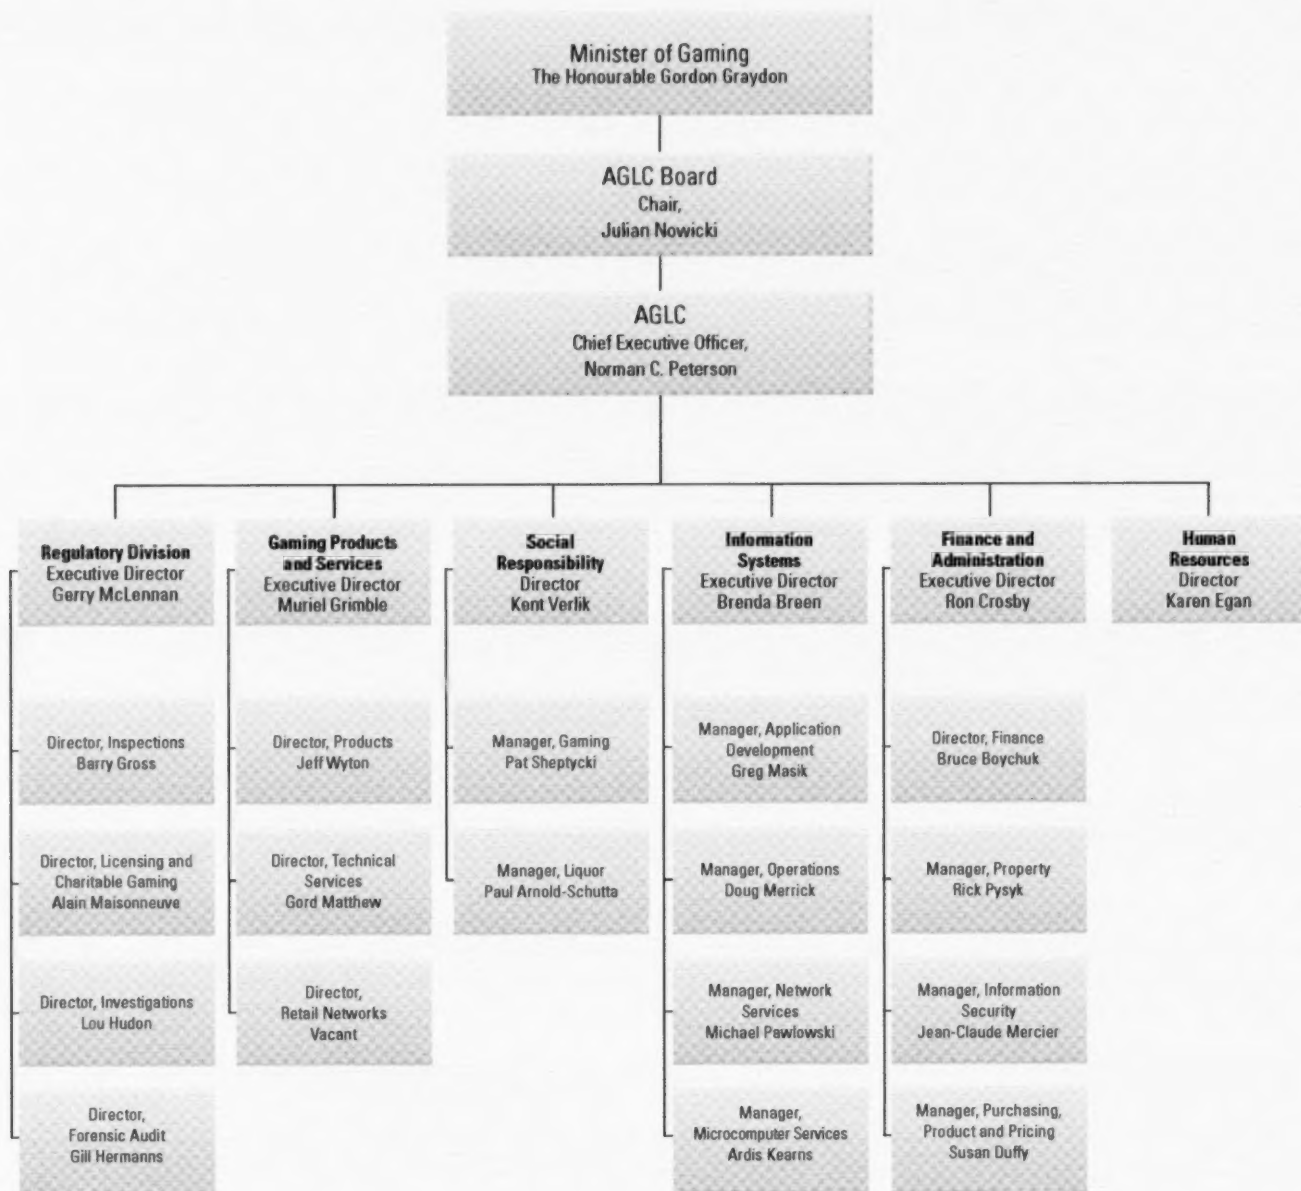 Minister of Gaming
The Honourable Gordon Graydon
AGLC Board
Chair,
Julian Nowicki
AGLC
Chief Executive Officer,
Norman C. Peterson
Regulatory Division
Executive Director
Gerry McLennan
Director, Inspections
Barry Gross
Director, Licensing and
Charitable Gaming
Alain Maisonneuve
Director, Investigations
Lou Hudon
Director,
Forensic Audit
Gill Hermanns
Gaming Products
and Services
Executive Director
Muriel Grimble
Director, Products
Jeff Wyton
Director, Technical
Services
Gord Matthew
Director,
Retail Networks
Vacant
Social
Responsibility
Director
Kent Verlik
Manager, Gaming
Pat Sheptycki
Manager, Liquor
Paul Arnold-Schutta
Information
Systems
Executive Director
Brenda Breen
Manager, Application
Development
Greg Masik
Manager, Operations
Doug Merrick
Manager, Network
Services
Michael Pawlowski
Manager,
Microcomputer Services
Ardis Kearns
Finance and
Administration
Executive Director
Ron Crosby
Director, Finance
Bruce Boychuk
Manager, Property
Rick Pysyk
Manager, Information
Security
Jean-Claude Mercier
Manager, Purchasing,
Product and Pricing
Susan Duffy
Human
Resources
Director
Karen Egan